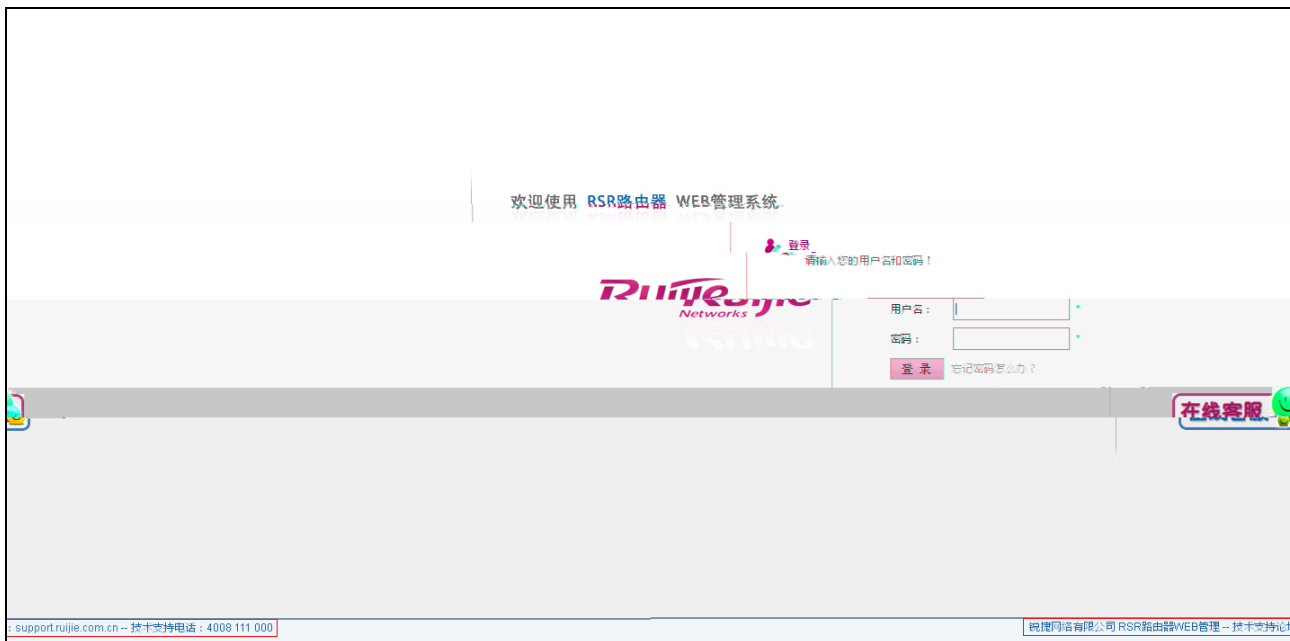 欢迎使用 RSR路由器 WEB管理系统
登录
请输入您的用户名和密码！
Networks
用户名： *
密码： *
登 录 忘记密码怎么办？
在线客服
: support.ruijie.com.cn -- 技术支持电话：4008 111 000
锐捷网络有限公司 RSR路由器WEB管理 -- 技术支持论坛